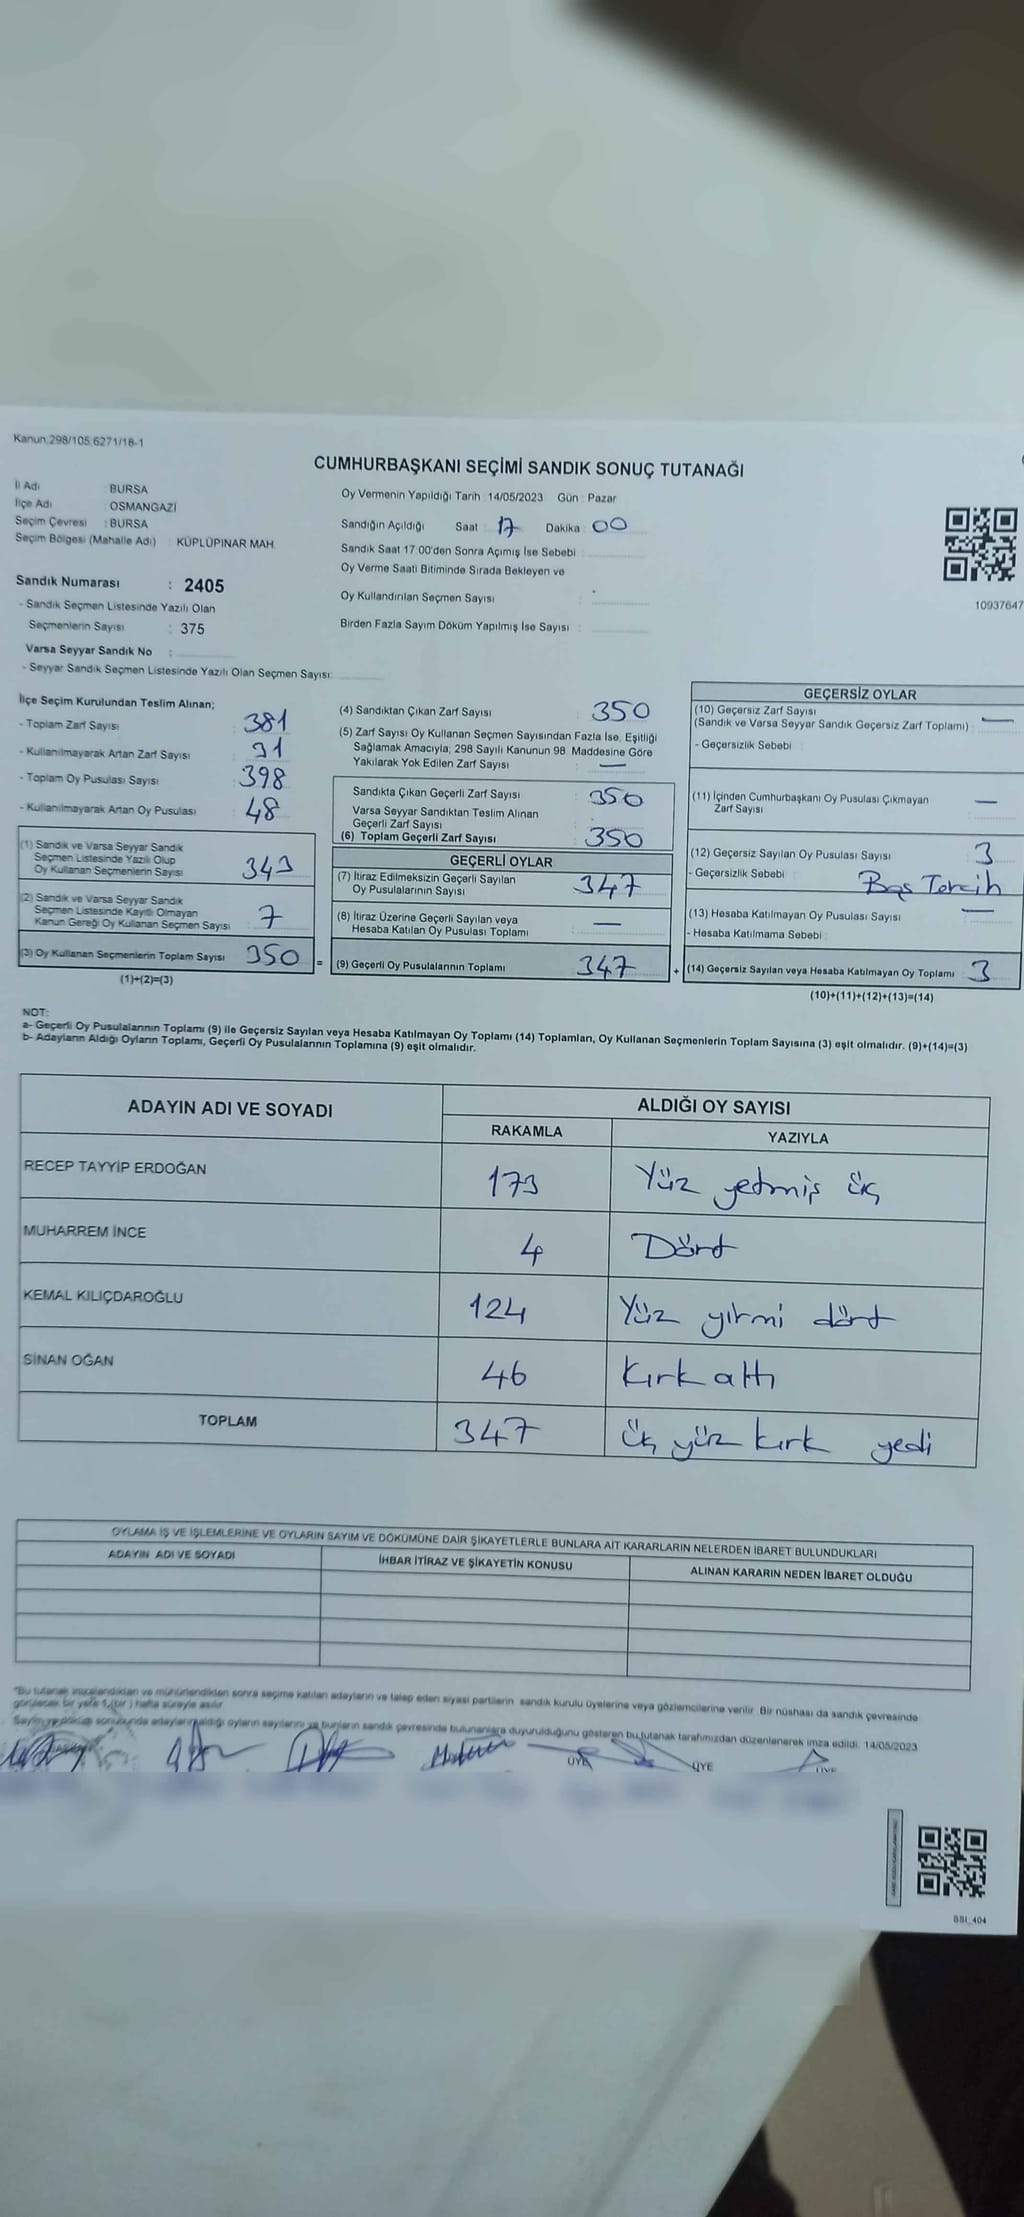 Kanun:298/105;6271/18-1
CUMHURBAŞKANI SEÇİMİ SANDIK SONUÇ TUTANAĞI
İl Adı : BURSA
İlçe Adı : OSMANGAZİ
Seçim Çevresi : BURSA
Seçim Bölgesi (Mahalle Adı) : KÜPLÜPINAR MAH.
Sandık Numarası : 2405
- Sandık Seçmen Listesinde Yazılı Olan
Seçmenlerin Sayısı : 375
Varsa Seyyar Sandık No :
- Seyyar Sandık Seçmen Listesinde Yazılı Olan Seçmen Sayısı:
Oy Vermenin Yapıldığı Tarih : 14/05/2023 Gün : Pazar
Sandığın Açıldığı Saat : 17 Dakika : 00
Sandık Saat 17:00'den Sonra Açımış İse Sebebi :
Oy Verme Saati Bitiminde Sırada Bekleyen ve
Oy Kullandırılan Seçmen Sayısı :
Birden Fazla Sayım Döküm Yapılmış İse Sayısı :
10937647
İlçe Seçim Kurulundan Teslim Alınan;
- Toplam Zarf Sayısı : 381
- Kullanılmayarak Artan Zarf Sayısı : 31
- Toplam Oy Pusulası Sayısı : 398
- Kullanılmayarak Artan Oy Pusulası : 48
(1) Sandık ve Varsa Seyyar Sandık
Seçmen Listesinde Yazılı Olup
Oy Kullanan Seçmenlerin Sayısı : 343
(2) Sandık ve Varsa Seyyar Sandık
Seçmen Listesinde Kayıtlı Olmayan
Kanun Gereği Oy Kullanan Seçmen Sayısı : 7
(3) Oy Kullanan Seçmenlerin Toplam Sayısı : 350
(1)+(2)=(3)
(4) Sandıktan Çıkan Zarf Sayısı : 350
(5) Zarf Sayısı Oy Kullanan Seçmen Sayısından Fazla İse, Eşitliği
Sağlamak Amacıyla; 298 Sayılı Kanunun 98. Maddesine Göre
Yakılarak Yok Edilen Zarf Sayısı : —
Sandıkta Çıkan Geçerli Zarf Sayısı : 350
Varsa Seyyar Sandıktan Teslim Alınan
Geçerli Zarf Sayısı :
(6) Toplam Geçerli Zarf Sayısı : 350
GEÇERLİ OYLAR
(7) İtiraz Edilmeksizin Geçerli Sayılan
Oy Pusulalarının Sayısı : 347
(8) İtiraz Üzerine Geçerli Sayılan veya
Hesaba Katılan Oy Pusulası Toplamı : —
= (9) Geçerli Oy Pusulalarının Toplamı : 347
GEÇERSİZ OYLAR
(10) Geçersiz Zarf Sayısı
(Sandık ve Varsa Seyyar Sandık Geçersiz Zarf Toplamı) : —
- Geçersizlik Sebebi :
(11) İçinden Cumhurbaşkanı Oy Pusulası Çıkmayan
Zarf Sayısı : —
(12) Geçersiz Sayılan Oy Pusulası Sayısı : 3
- Geçersizlik Sebebi : Boş Tercih
(13) Hesaba Katılmayan Oy Pusulası Sayısı : —
- Hesaba Katılmama Sebebi :
+ (14) Geçersiz Sayılan veya Hesaba Katılmayan Oy Toplamı : 3
(10)+(11)+(12)+(13)=(14)
NOT:
a- Geçerli Oy Pusulalarının Toplamı (9) ile Geçersiz Sayılan veya Hesaba Katılmayan Oy Toplamı (14) Toplamları, Oy Kullanan Seçmenlerin Toplam Sayısına (3) eşit olmalıdır. (9)+(14)=(3)
b- Adayların Aldığı Oyların Toplamı, Geçerli Oy Pusulalarının Toplamına (9) eşit olmalıdır.
ADAYIN ADI VE SOYADI ALDIĞI OY SAYISI
RAKAMLA YAZIYLA
RECEP TAYYİP ERDOĞAN 173 Yüz yetmiş üç
MUHARREM İNCE 4 Dört
KEMAL KILIÇDAROĞLU 124 Yüz yirmi dört
SİNAN OĞAN 46 Kırk altı
TOPLAM 347 üç yüz kırk yedi
OYLAMA İŞ VE İŞLEMLERİNE VE OYLARIN SAYIM VE DÖKÜMÜNE DAİR ŞİKAYETLERLE BUNLARA AİT KARARLARIN NELERDEN İBARET BULUNDUKLARI
ADAYIN ADI VE SOYADI İHBAR İTİRAZ VE ŞİKAYETİN KONUSU ALINAN KARARIN NEDEN İBARET OLDUĞU
*Bu tutanak imzalandıktan ve mühürlendikten sonra seçime katılan adayların ve talep eden siyasi partilerin sandık kurulu üyelerine veya gözlemcilerine verilir. Bir nüshası da sandık çevresinde
görülecek bir yere 1 (bir) hafta süreyle asılır.
Sayım ve döküm sonucunda adayların aldığı oyların sayılarını ve bunların sandık çevresinde bulunanlara duyurulduğunu gösteren bu tutanak tarafımızdan düzenlenerek imza edildi. 14/05/2023
ÜYE ÜYE ÜYE
SSI_404